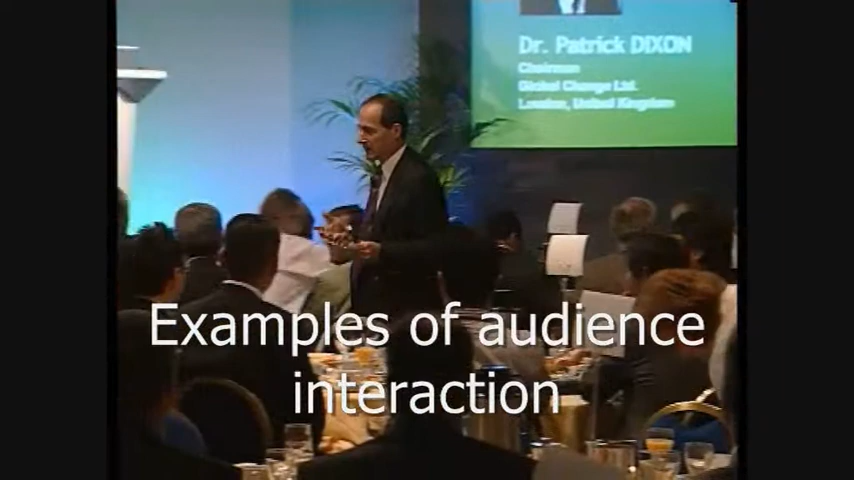 Dr. Patrick DIXON
Chairman
Global Change Ltd.
London, United Kingdom
Examples of audience
interaction